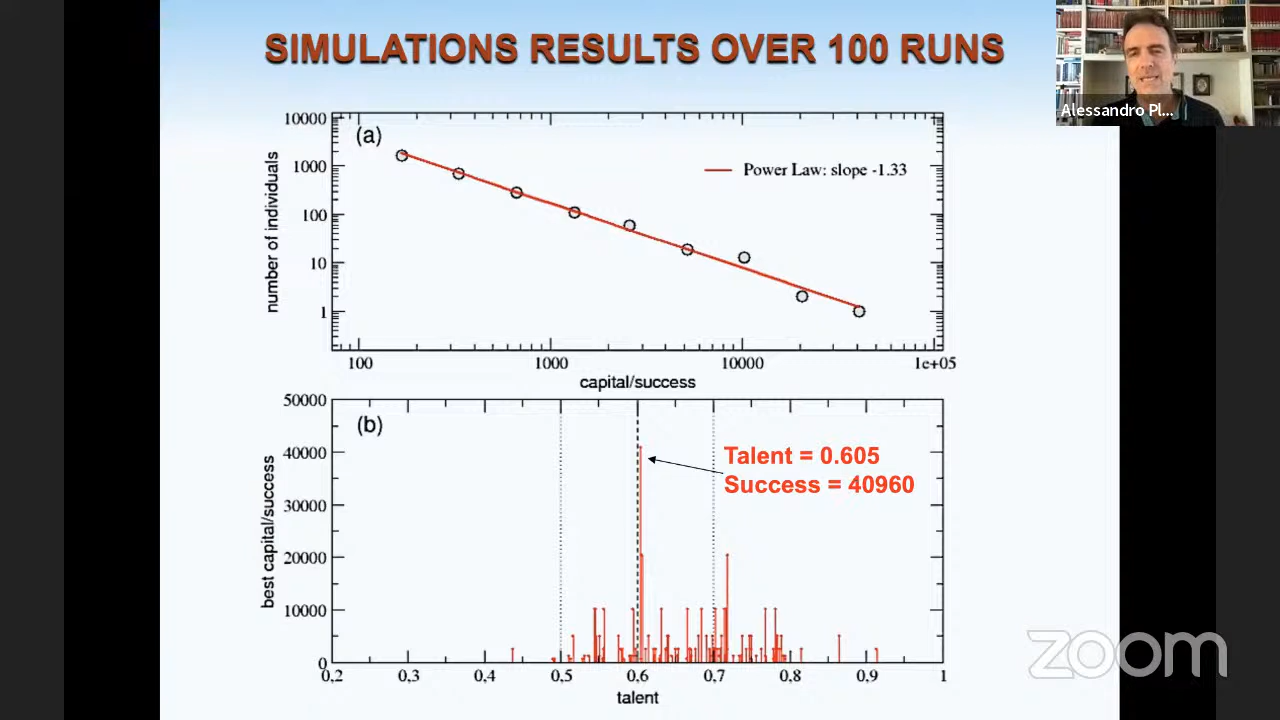 SIMULATIONS RESULTS OVER 100 RUNS
Alessandro Pl...
(a)
Power Law: slope -1.33
number of individuals
10000
1000
100
10
1
100 1000 10000 1e+05
capital/success
(b)
Talent = 0.605
Success = 40960
best capital/success
50000
40000
30000
20000
10000
0
0,2 0,3 0,4 0,5 0,6 0,7 0,8 0,9 1
talent
zoom